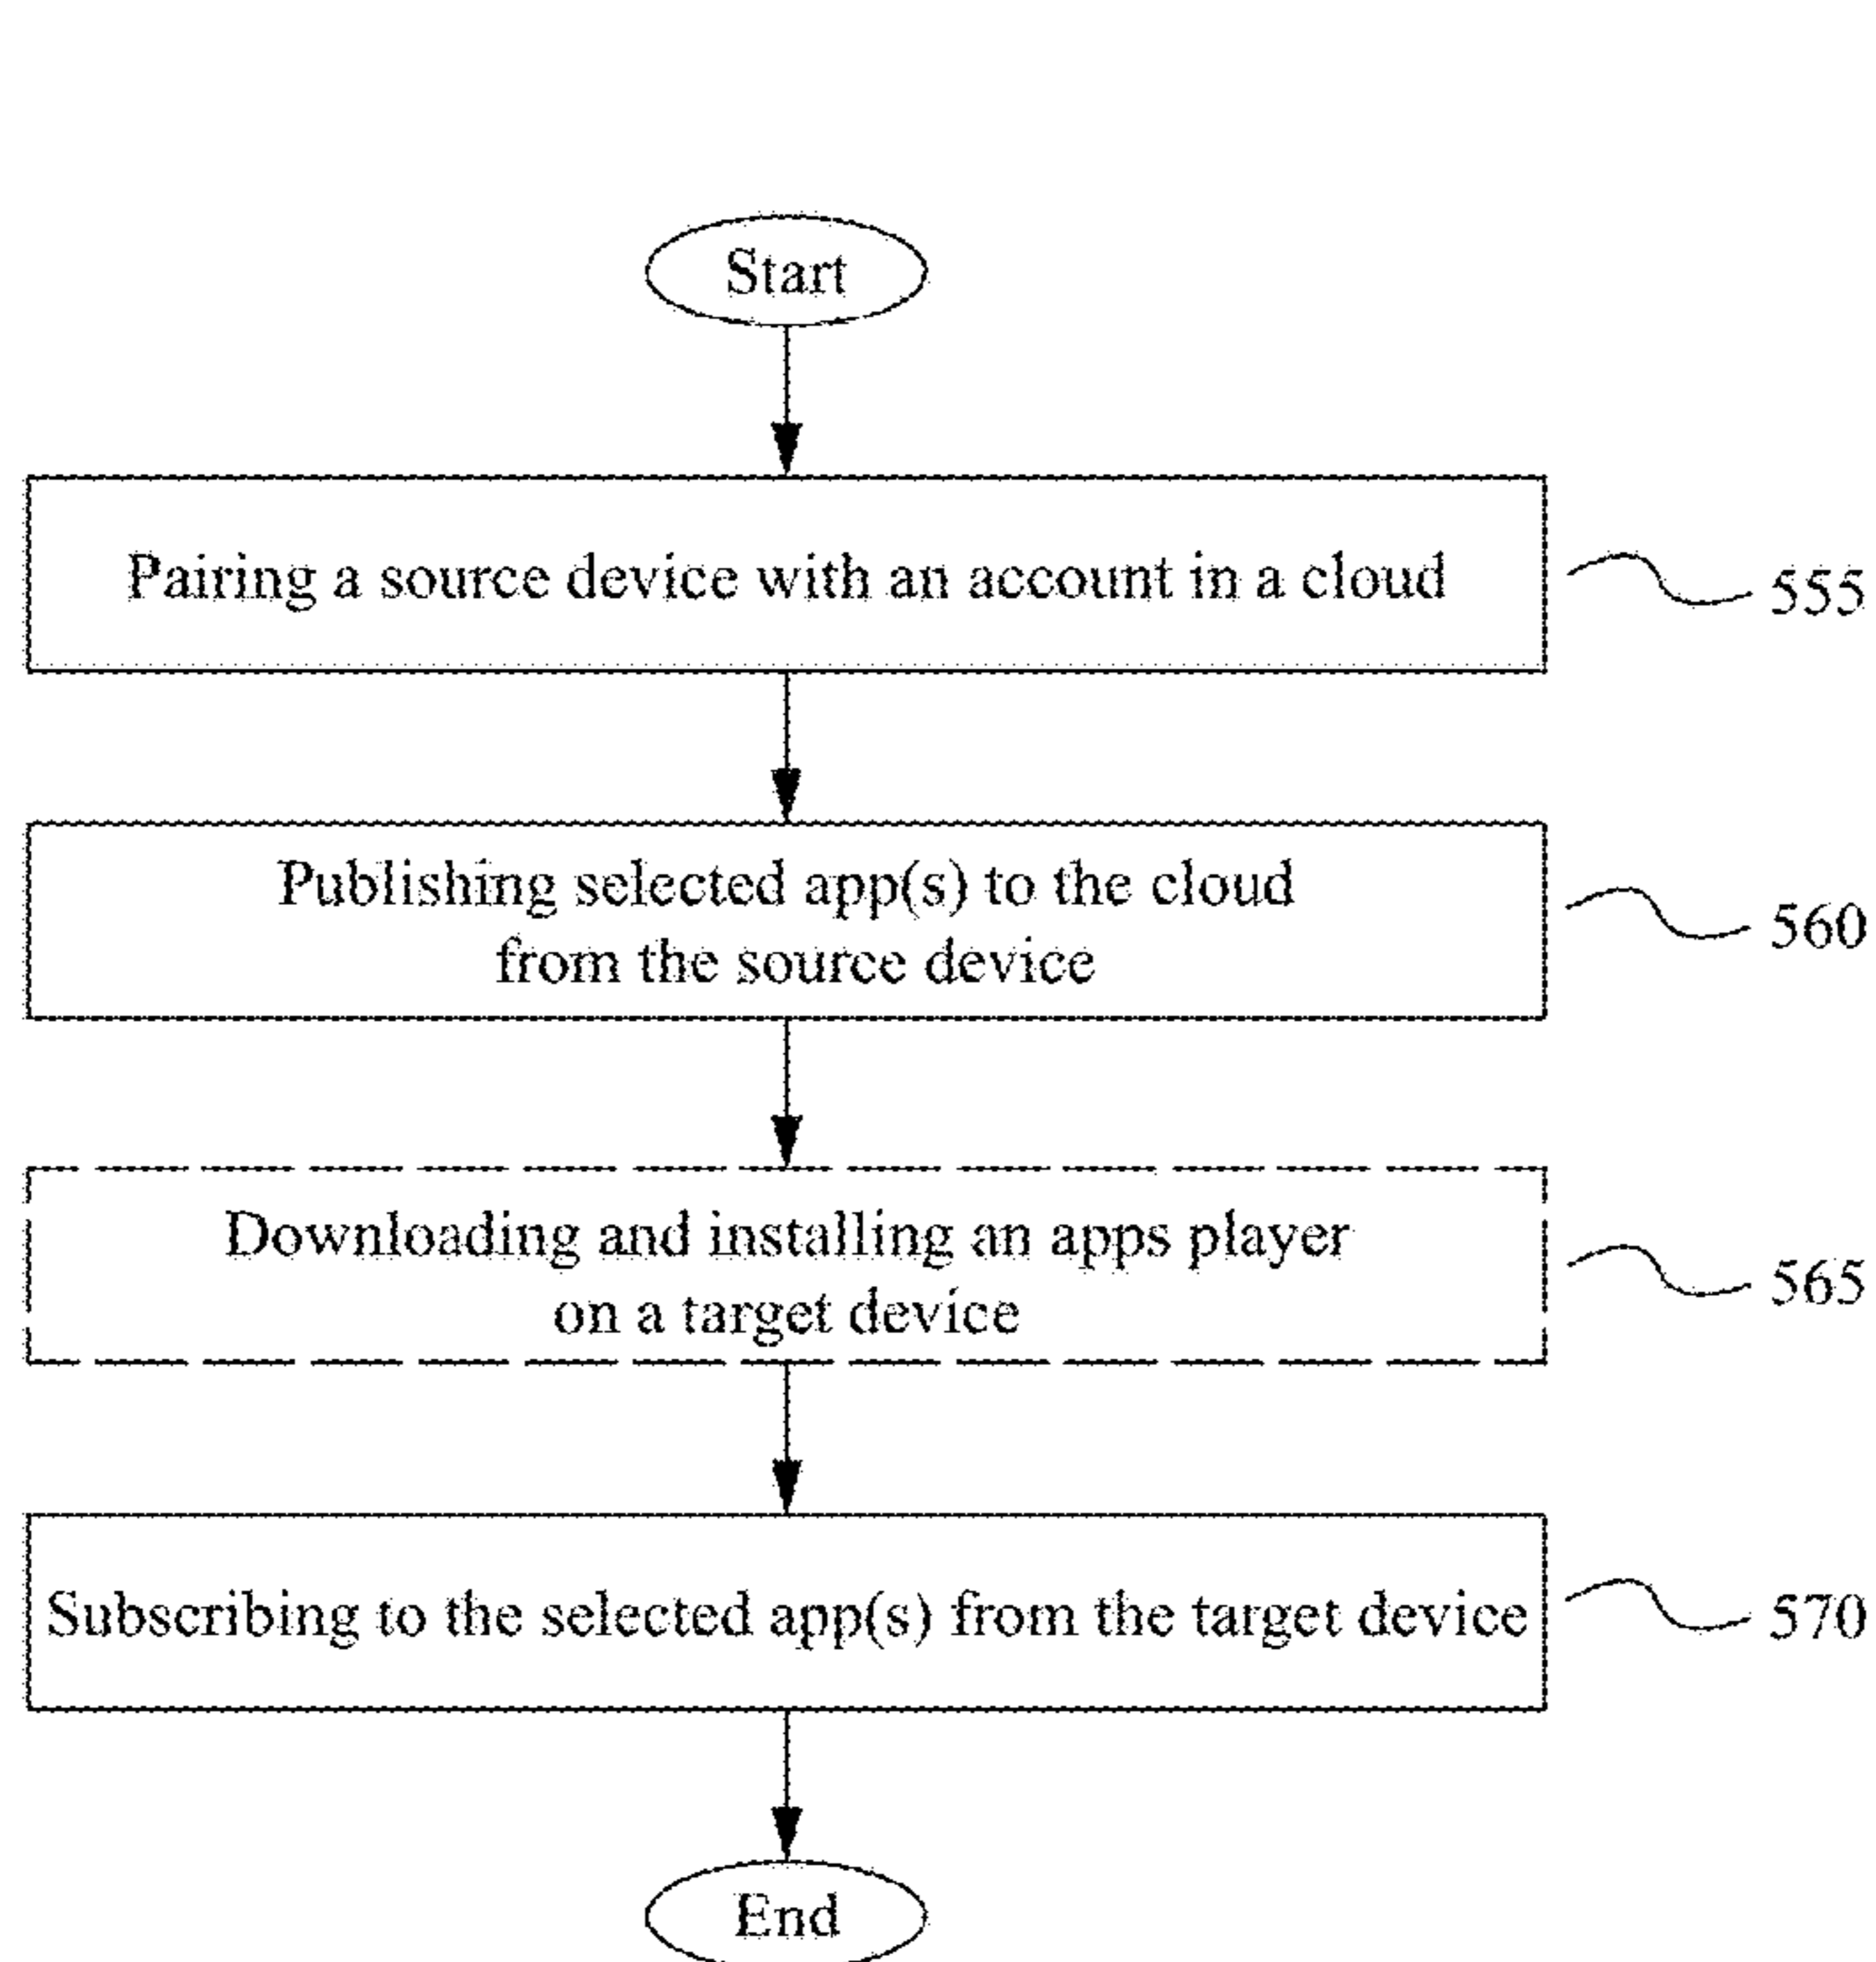 Start
Pairing a source device with an account in a cloud
555
Publishing selected app(s) to the cloud
from the source device
560
Downloading and installing an apps player
on a target device
565
Subscribing to the selected app(s) from the target device
570
End